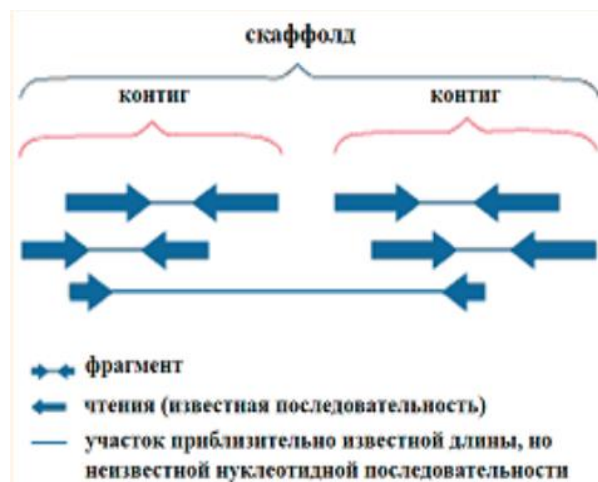 скаффолд
контиг контиг
фрагмент
чтения (известная последовательность)
участок приблизительно известной длины, но
неизвестной нуклеотидной последовательности